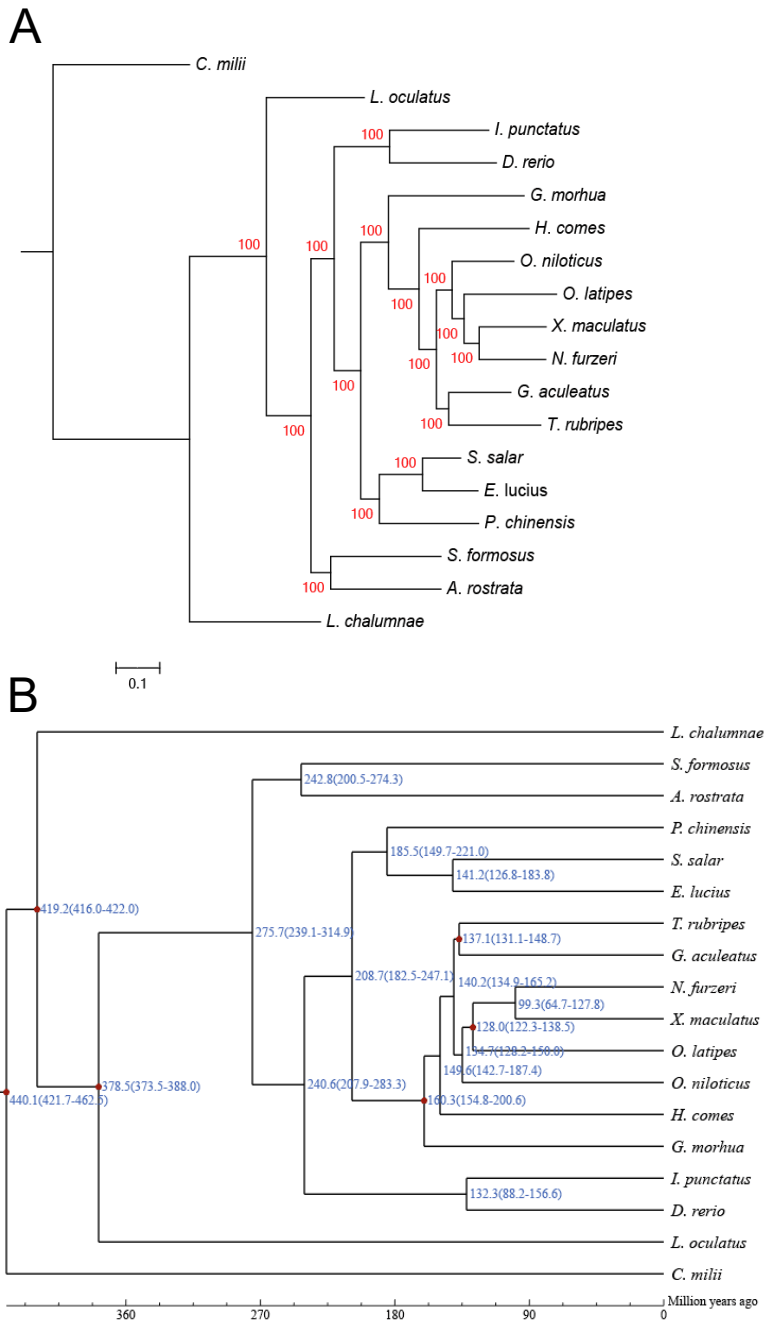 A
C. milii
L. oculatus
I. punctatus
100
D. rerio
G. morhua
H. comes
100
100
100
O. niloticus
100
O. latipes
100
100
X. maculatus
100
N. furzeri
100
100
G. aculeatus
100
100
T. rubripes
S. salar
100
E. lucius
100
P. chinensis
S. formosus
100
A. rostrata
L. chalumnae
0.1
B
L. chalumnae
S. formosus
242.8(200.5-274.3)
A. rostrata
P. chinensis
185.5(149.7-221.0)
S. salar
141.2(126.8-183.8)
E. lucius
419.2(416.0-422.0)
T. rubripes
275.7(239.1-314.9)
137.1(131.1-148.7)
G. aculeatus
208.7(182.5-247.1)
140.2(134.9-165.2)
N. furzeri
99.3(64.7-127.8)
X. maculatus
128.0(122.3-138.5)
134.7(128.2-150.0)
O. latipes
149.6(142.7-187.4)
O. niloticus
240.6(207.9-283.3)
378.5(373.5-388.0)
440.1(421.7-462.5)
160.3(154.8-200.6)
H. comes
G. morhua
I. punctatus
132.3(88.2-156.6)
D. rerio
L. oculatus
C. milii
Million years ago
360 270 180 90 0